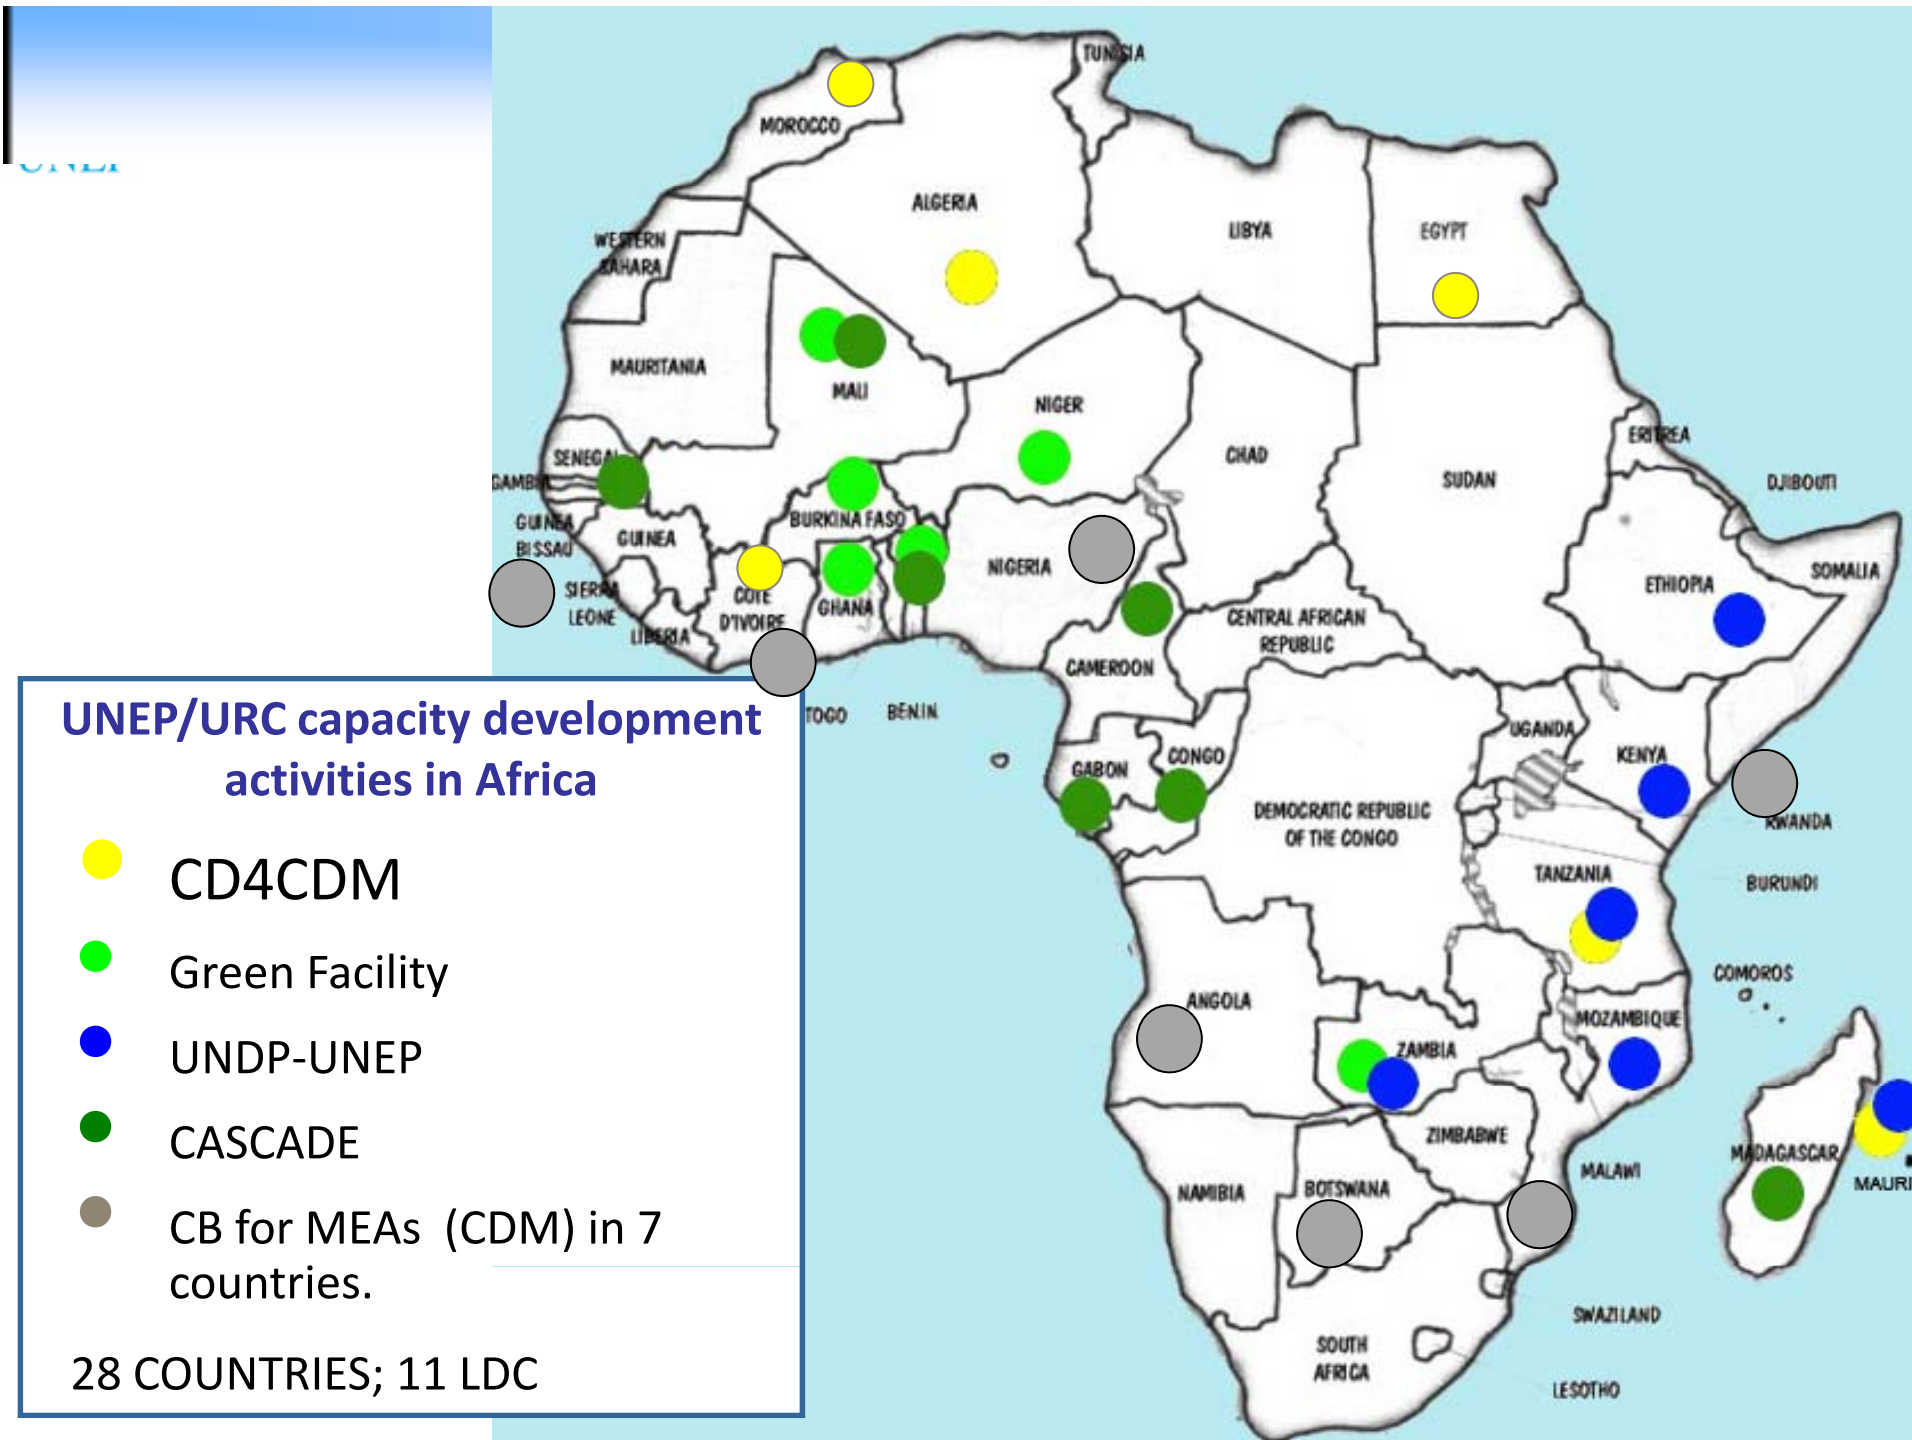 UNEP
TUNISIA
MOROCCO
ALGERIA
LIBYA
EGYPT
WESTERN
SAHARA
MAURITANIA
MALI
NIGER
CHAD
SUDAN
ERITREA
DJIBOUTI
SENEGAL
GAMBIA
GUINEA
BISSAU
GUINEA
BURKINA FASO
NIGERIA
ETHIOPIA
SOMALIA
SIERRA
LEONE
LIBERIA
COTE
D'IVOIRE
GHANA
CENTRAL AFRICAN
REPUBLIC
CAMEROON
TOGO
BENIN
UGANDA
KENYA
GABON
CONGO
DEMOCRATIC REPUBLIC
OF THE CONGO
RWANDA
TANZANIA
BURUNDI
COMOROS
ANGOLA
MOZAMBIQUE
ZAMBIA
ZIMBABWE
MALAWI
MADAGASCAR
MAURI
NAMIBIA
BOTSWANA
SWAZILAND
SOUTH
AFRICA
LESOTHO
UNEP/URC capacity development
activities in Africa
CD4CDM
Green Facility
UNDP-UNEP
CASCADE
CB for MEAs (CDM) in 7
countries.
28 COUNTRIES; 11 LDC